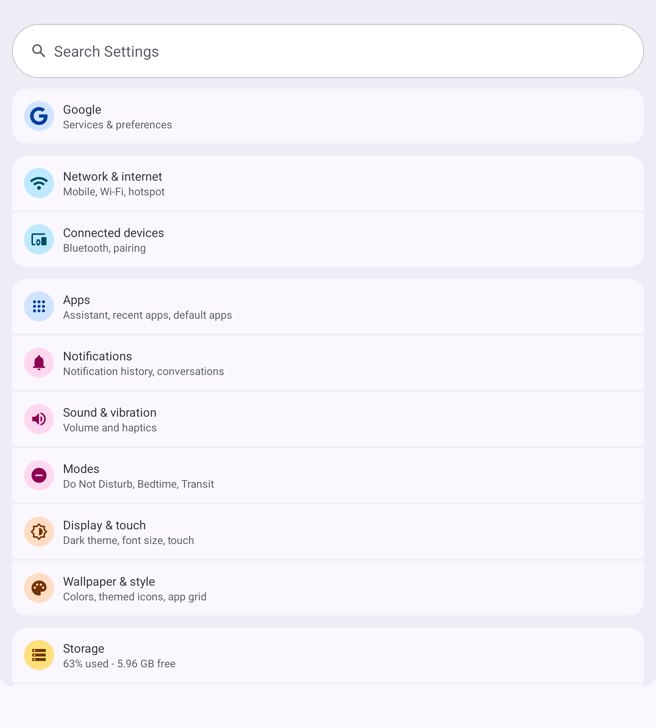 Search Settings
Google
Services & preferences
Network & internet
Mobile, Wi-Fi, hotspot
Connected devices
Bluetooth, pairing
Apps
Assistant, recent apps, default apps
Notifications
Notification history, conversations
Sound & vibration
Volume and haptics
Modes
Do Not Disturb, Bedtime, Transit
Display & touch
Dark theme, font size, touch
Wallpaper & style
Colors, themed icons, app grid
Storage
63% used - 5.96 GB free